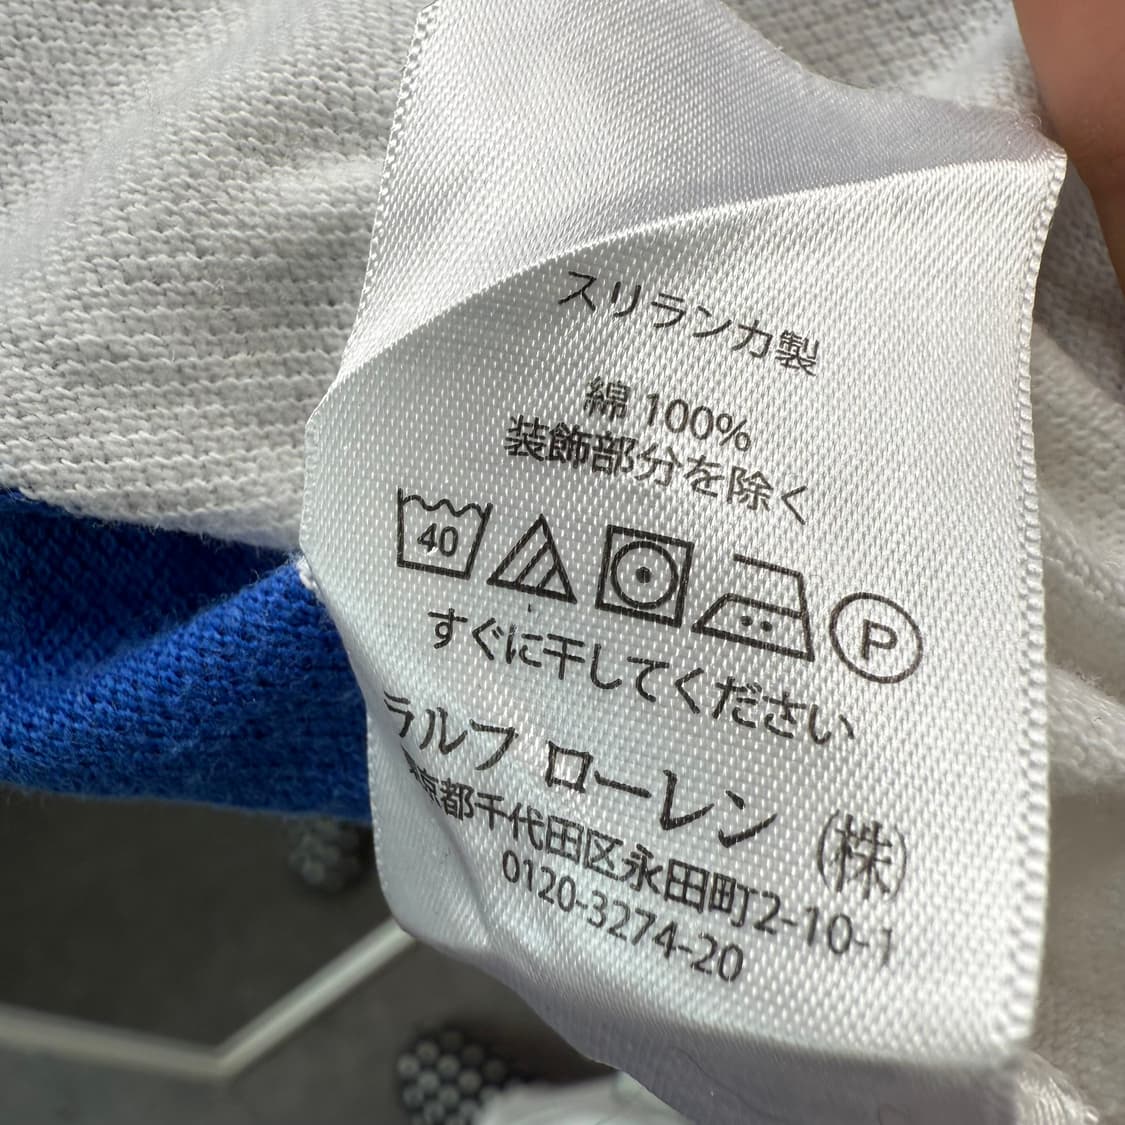 スリランカ製
綿 100%
装飾部分を除く
40 P
すぐに干してください
ラルフ ローレン (株)
東京都千代田区永田町2-10-1
0120-3274-20